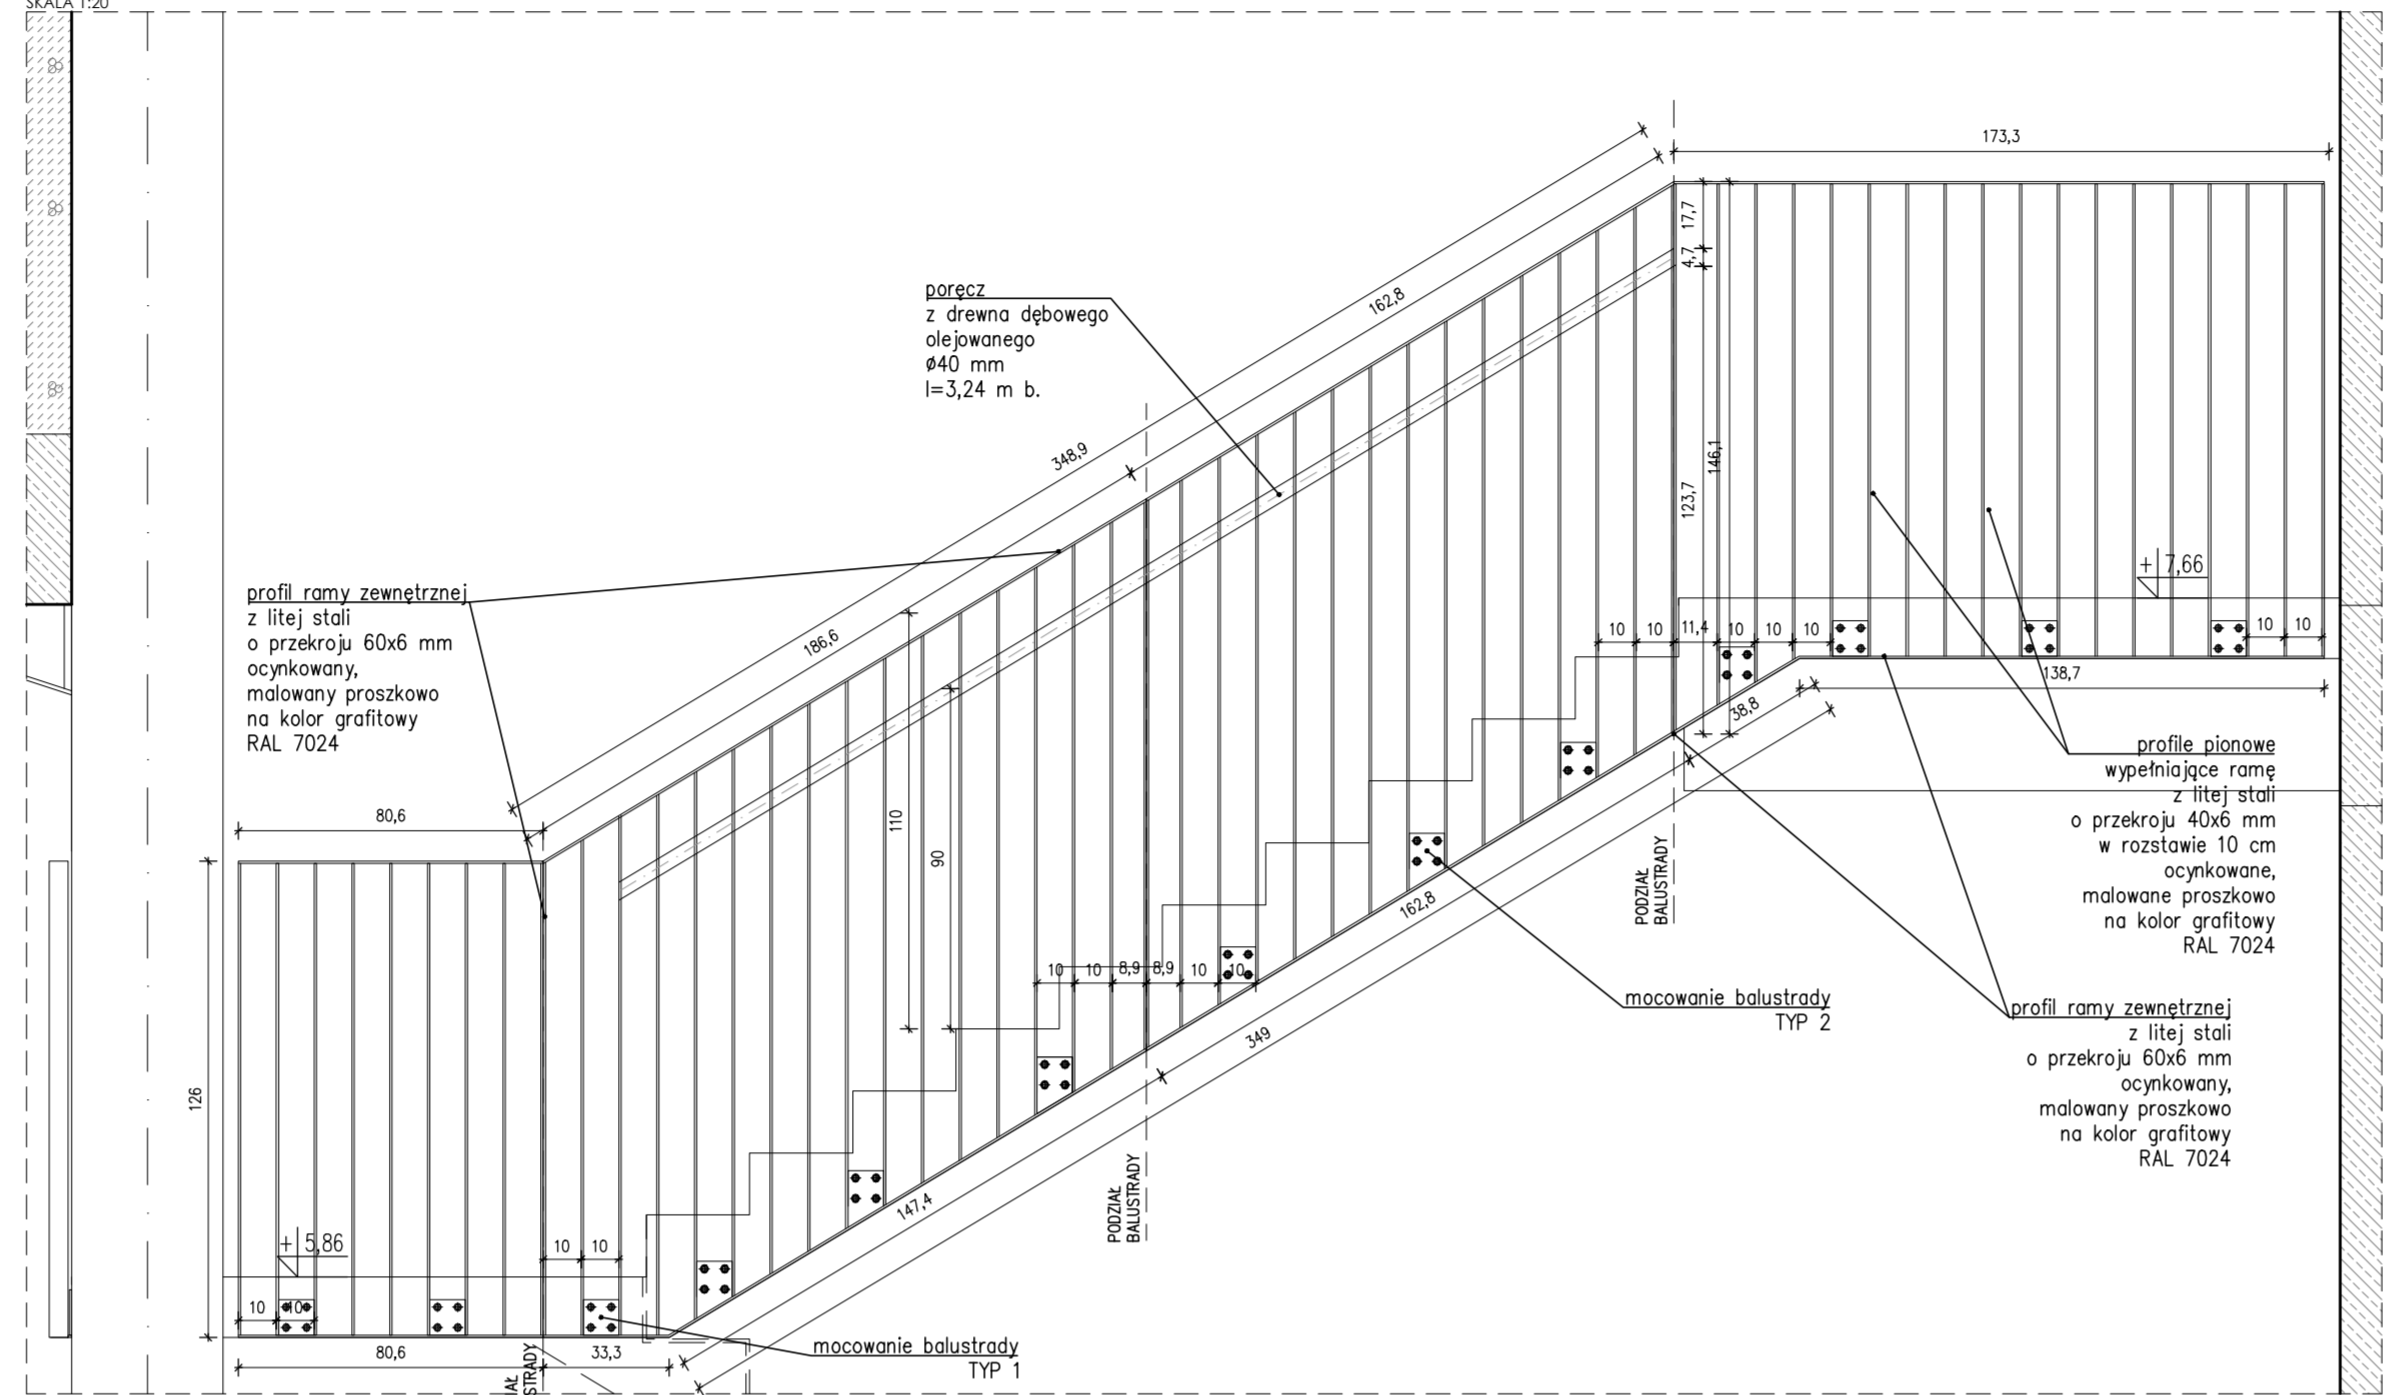 SKALA 1:20
173,3
17,7
4,7
162,8
poręcz
z drewna dębowego
olejowanego
ø40 mm
l=3,24 m b.
348,9
146,1
123,7
+ 7,66
profil ramy zewnętrznej
z litej stali
o przekroju 60x6 mm
ocynkowany,
malowany proszkowo
na kolor grafitowy
RAL 7024
186,6
10 10 11,4 10 10 10
10 10
138,7
38,8
profile pionowe
wypełniające ramę
z litej stali
o przekroju 40x6 mm
w rozstawie 10 cm
ocynkowane,
malowane proszkowo
na kolor grafitowy
RAL 7024
80,6
110
90
PODZIAŁ
BALUSTRADY
162,8
10 10 8,9 8,9 10 10
mocowanie balustrady
TYP 2
profil ramy zewnętrznej
z litej stali
o przekroju 60x6 mm
ocynkowany,
malowany proszkowo
na kolor grafitowy
RAL 7024
349
126
147,4
PODZIAŁ
BALUSTRADY
+ 5,86
10 10
10 10
mocowanie balustrady
TYP 1
80,6
33,3
AŁ
STRADY